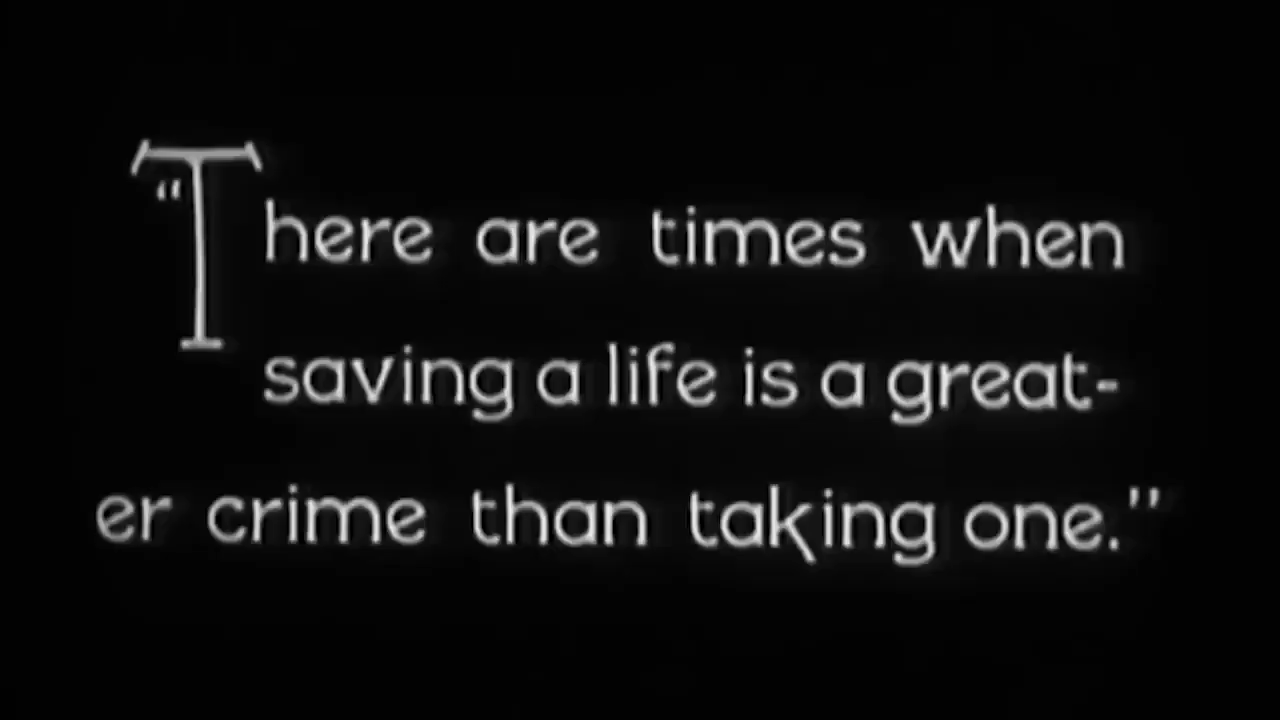 “There are times when
saving a life is a great-
er crime than taking one.”